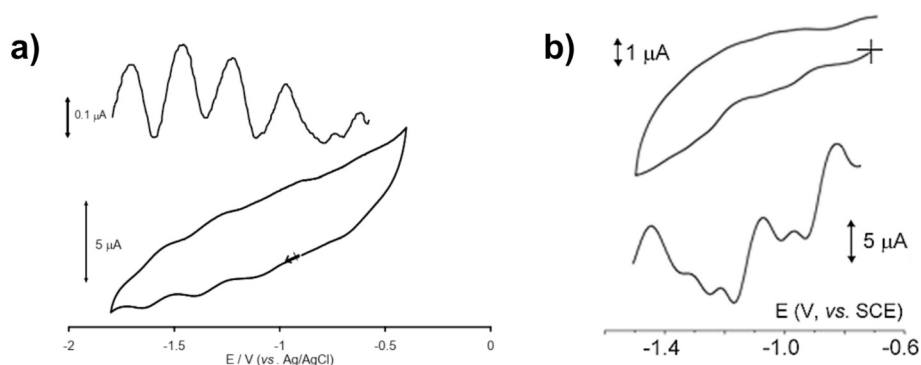 a)
0.1 μA
5 μA
-2
-1.5
-1
-0.5
0
E / V (vs. Ag/AgCl)
b)
1 μA
5 μA
E (V, vs. SCE)
-1.4
-1.0
-0.6